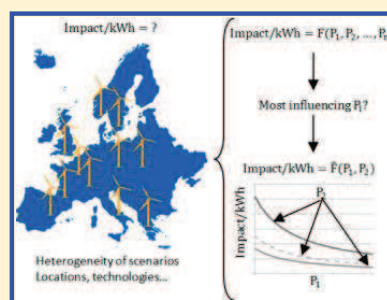 Impact/kWh = ?
Heterogeneity of scenarios
Locations, technologies...
Impact/kWh = F(P₁, P₂, ..., Pₙ
Most influencing Pᵢ?
Impact/kWh = F̂(P₁, P₂)
Impact/kWh
P₂
P₁